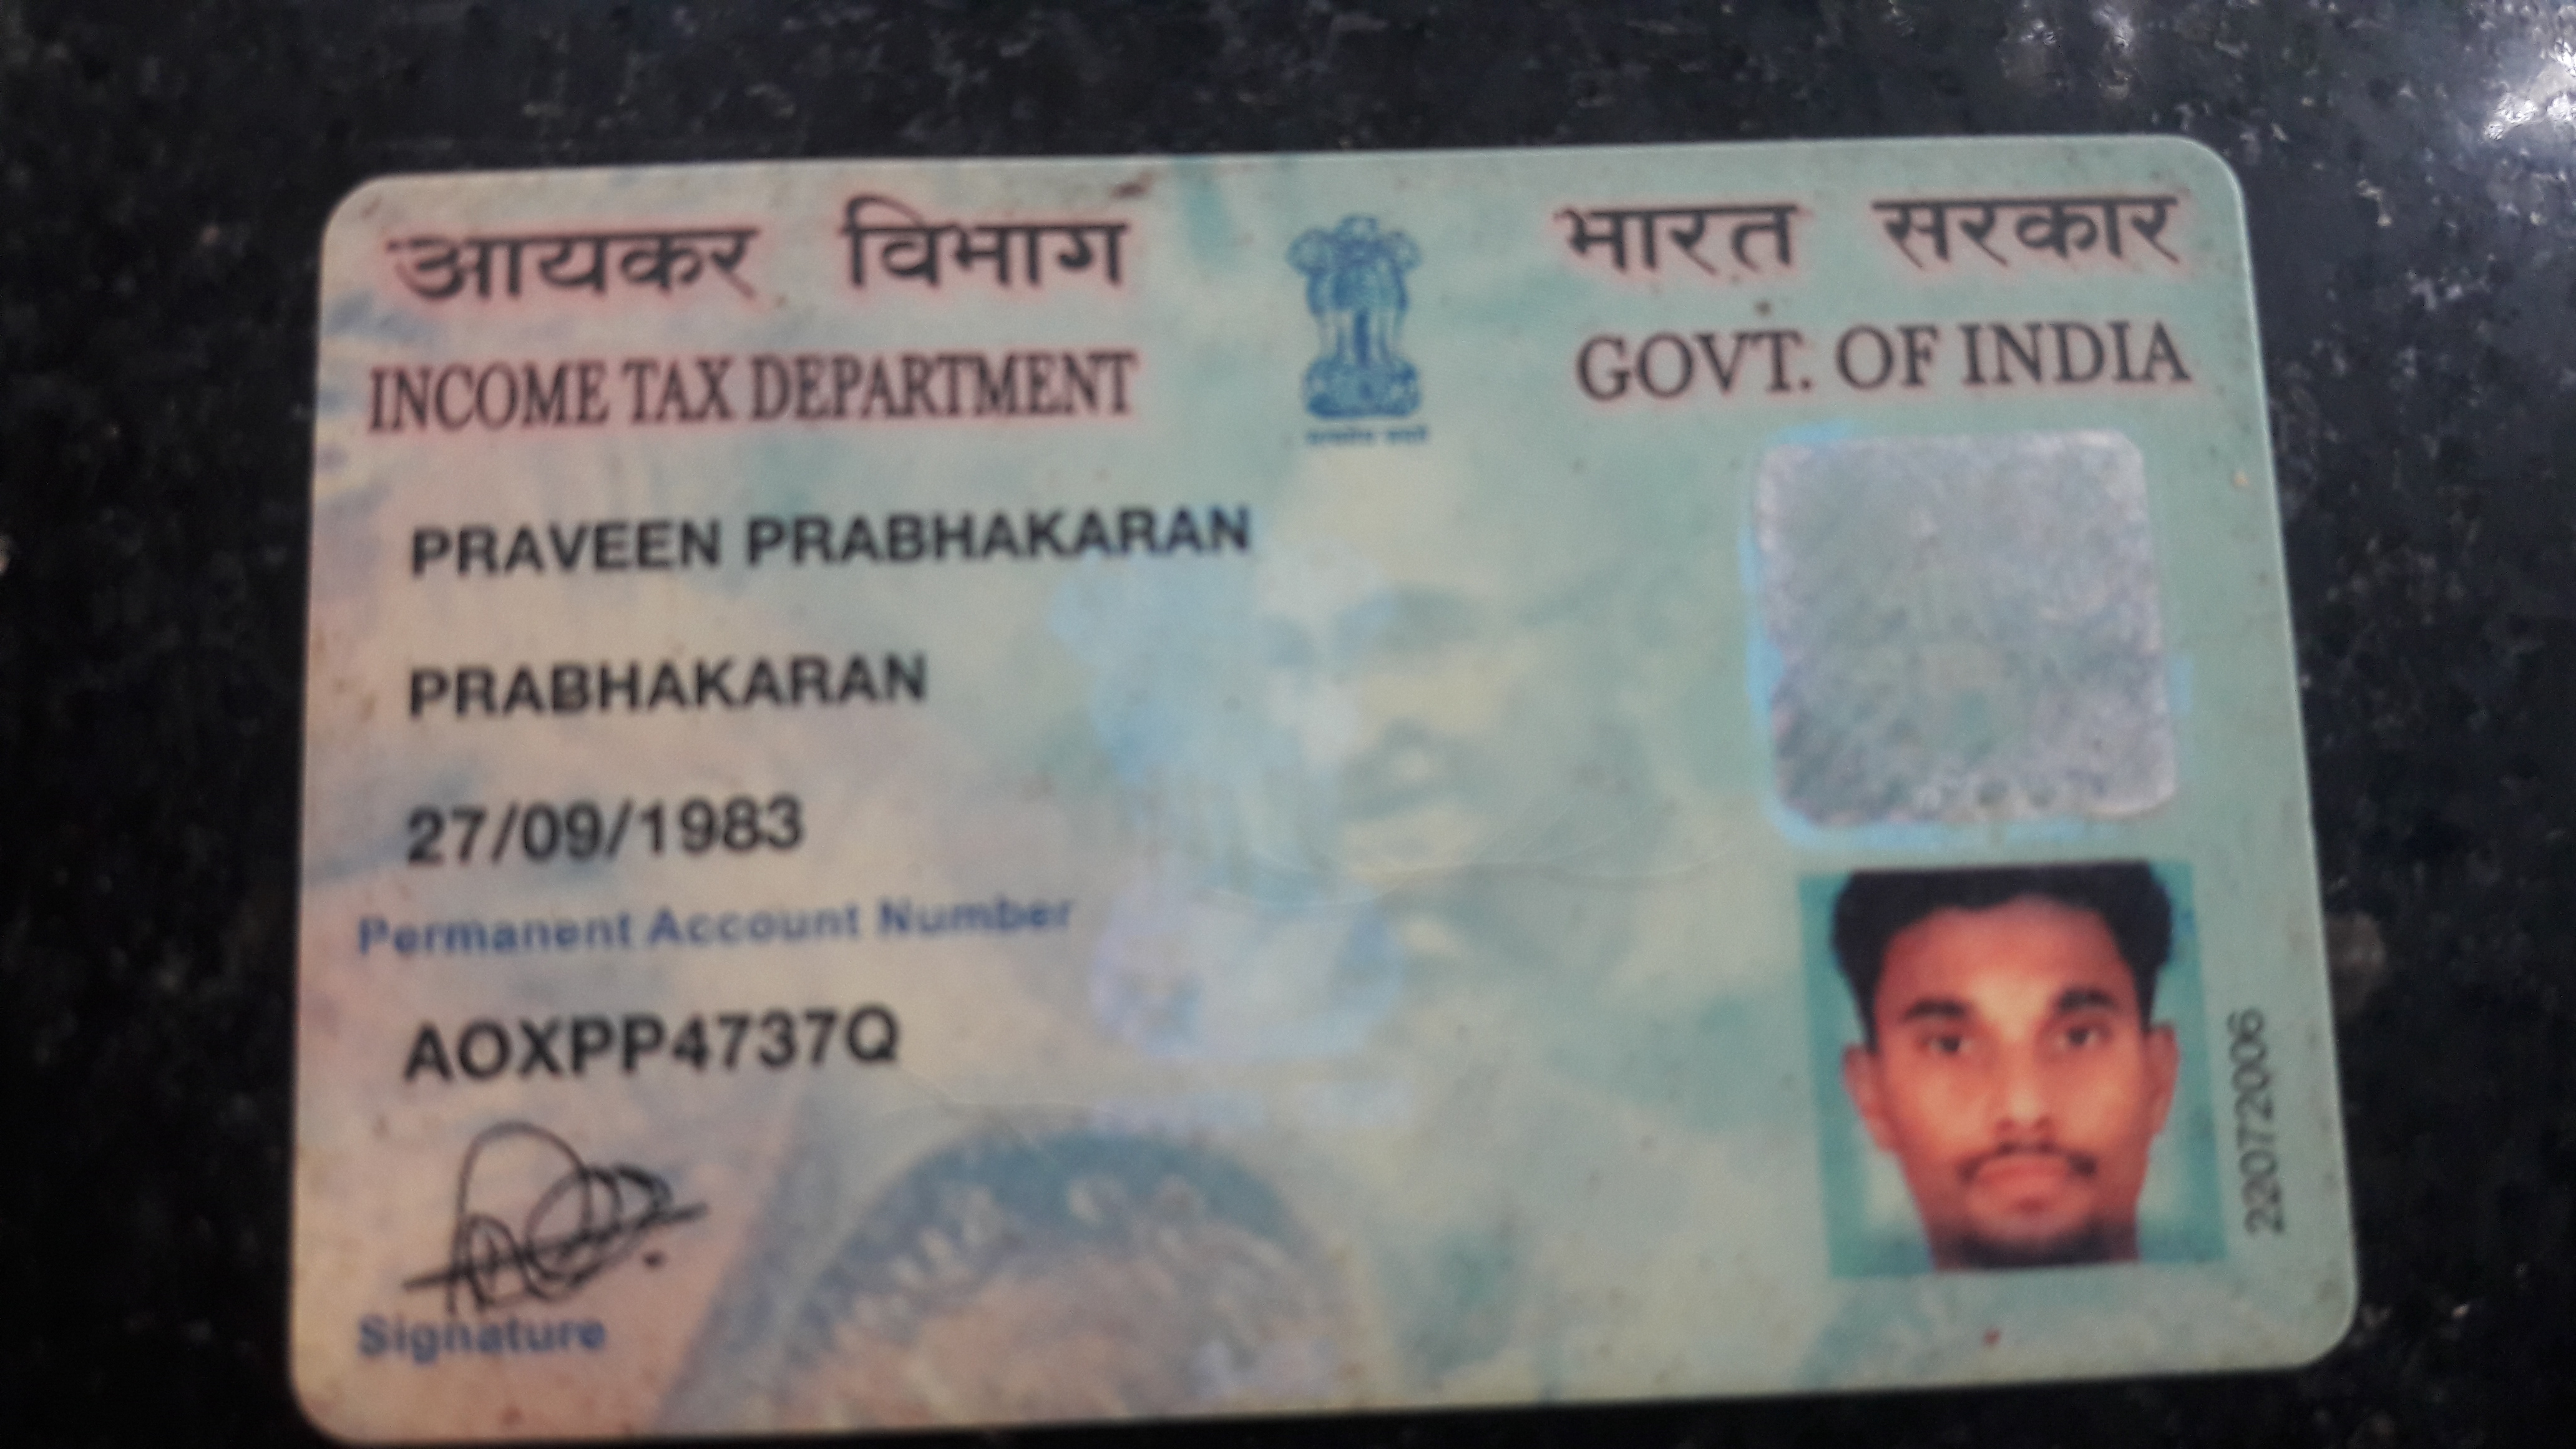 आयकर विभाग
INCOME TAX DEPARTMENT
भारत सरकार
GOVT. OF INDIA
PRAVEEN PRABHAKARAN
PRABHAKARAN
27/09/1983
Permanent Account Number
AOXPP4737Q
Signature
22072006